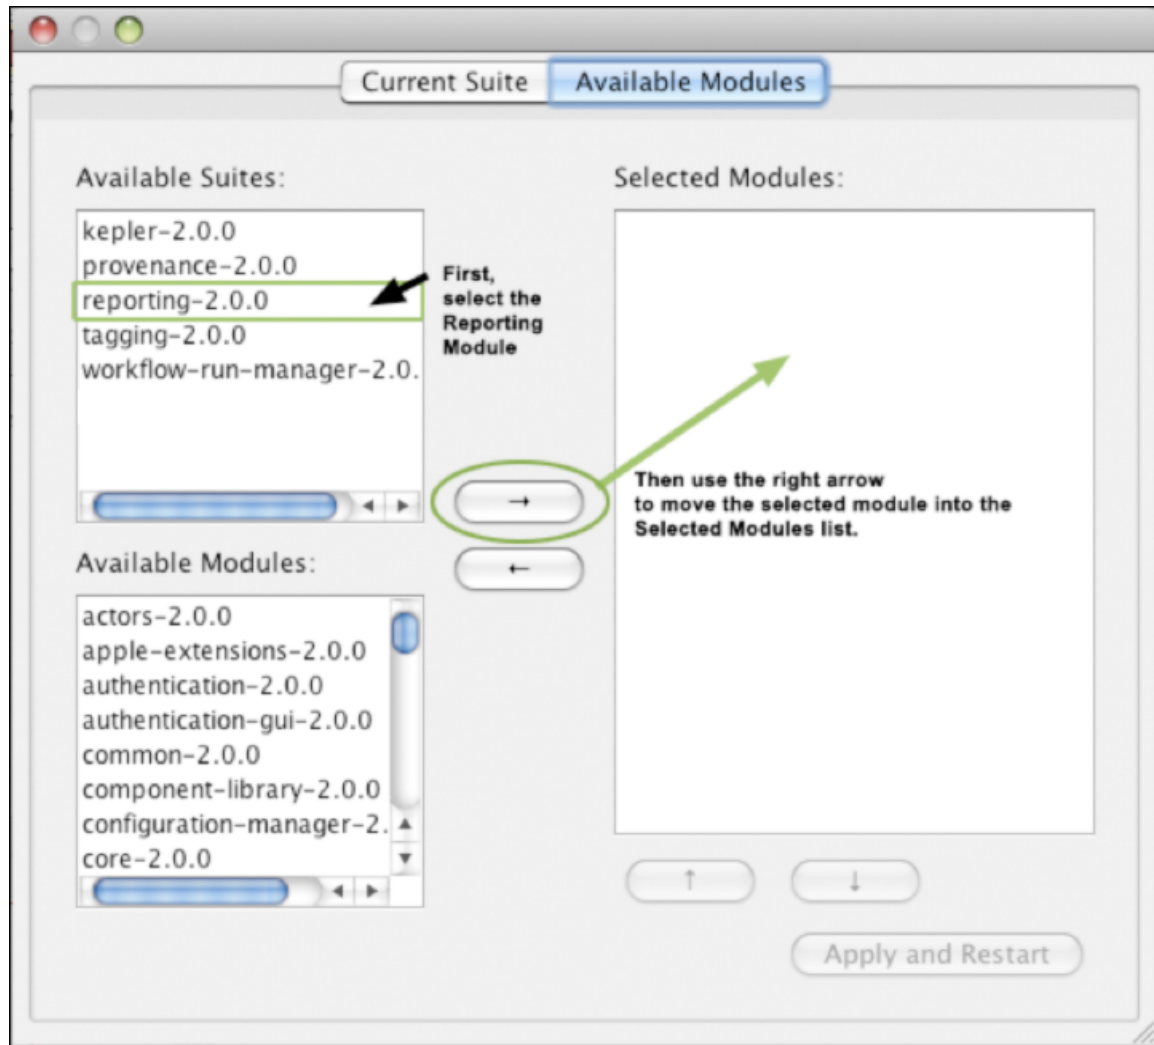 Current Suite
Available Modules
Available Suites:
kepler-2.0.0
provenance-2.0.0
reporting-2.0.0
tagging-2.0.0
workflow-run-manager-2.0.
First,
select the
Reporting
Module
Selected Modules:
Then use the right arrow
to move the selected module into the
Selected Modules list.
→
←
Available Modules:
actors-2.0.0
apple-extensions-2.0.0
authentication-2.0.0
authentication-gui-2.0.0
common-2.0.0
component-library-2.0.0
configuration-manager-2.
core-2.0.0
↑
↓
Apply and Restart